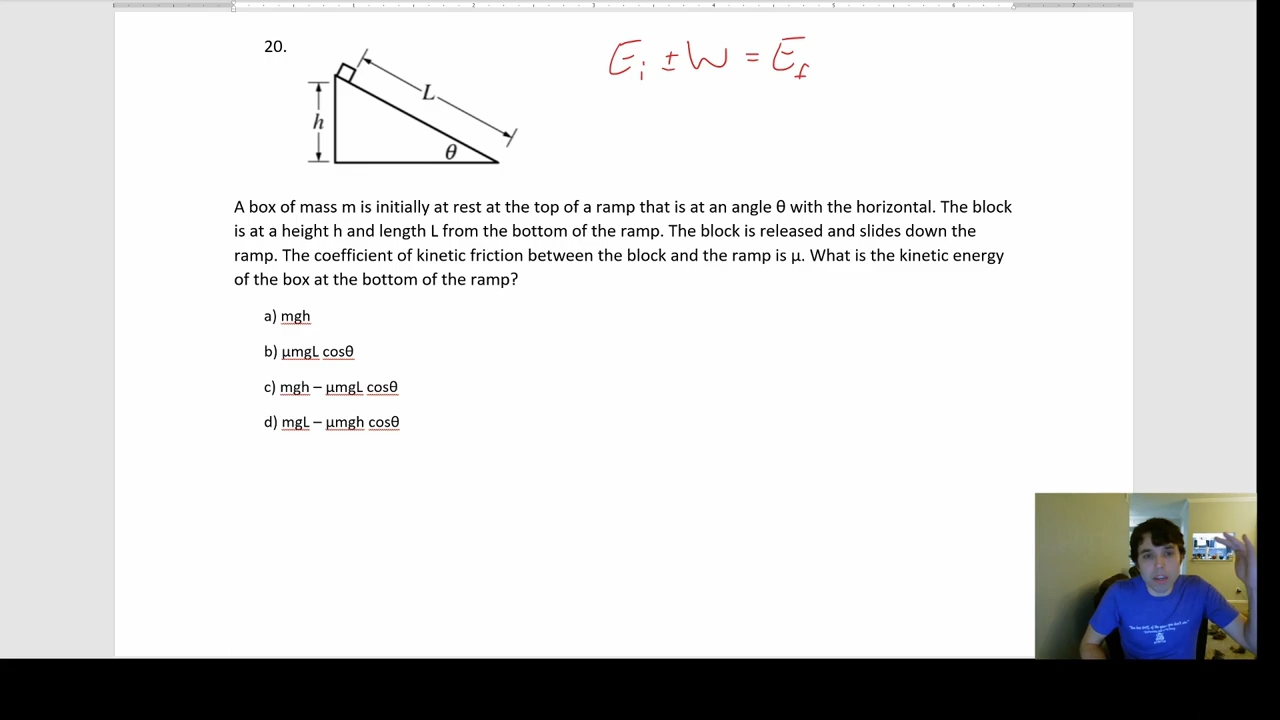 20.
E_i ± W = E_f
L
h
θ
A box of mass m is initially at rest at the top of a ramp that is at an angle θ with the horizontal. The block
is at a height h and length L from the bottom of the ramp. The block is released and slides down the
ramp. The coefficient of kinetic friction between the block and the ramp is μ. What is the kinetic energy
of the box at the bottom of the ramp?
a) mgh
b) μmgL cosθ
c) mgh – μmgL cosθ
d) mgL – μmgh cosθ